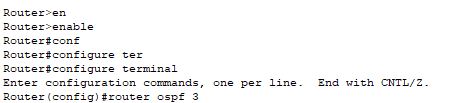 Router>en
Router>enable
Router#conf
Router#configure ter
Router#configure terminal
Enter configuration commands, one per line.  End with CNTL/Z.
Router(config)#router ospf 3